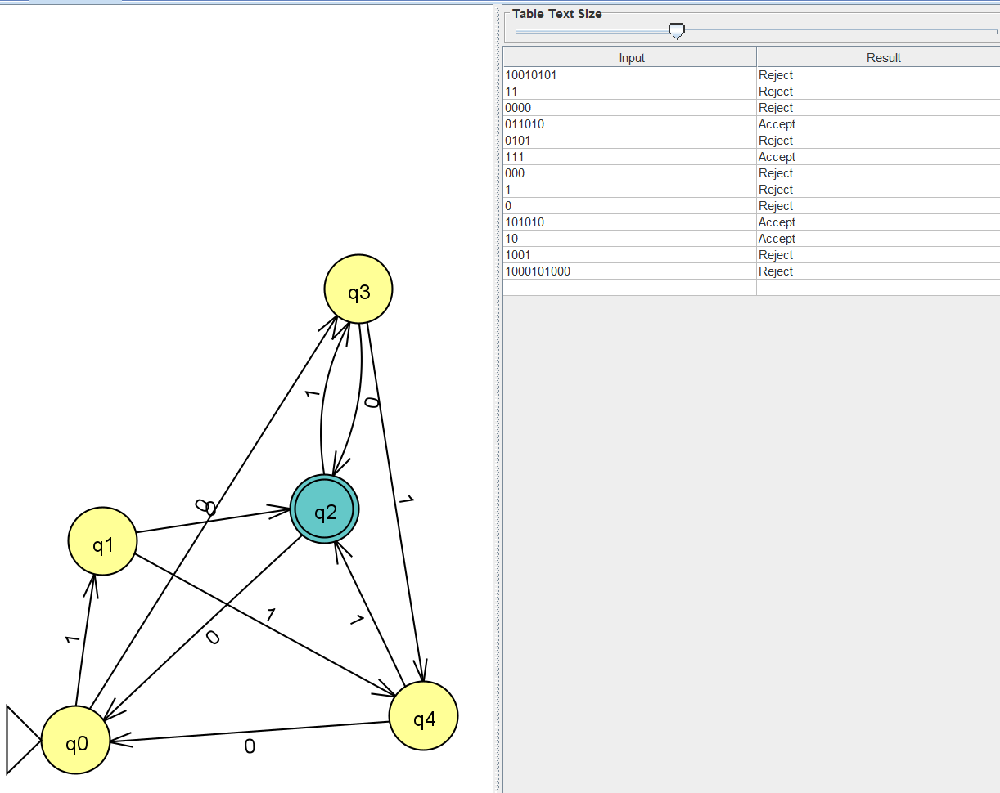 Table Text Size
Input Result
10010101 Reject
11 Reject
0000 Reject
011010 Accept
0101 Reject
111 Accept
000 Reject
1 Reject
0 Reject
101010 Accept
10 Accept
1001 Reject
1000101000 Reject
q3
1
0
1
0 0
q2
q1
1
1
1
0
q4
q0
0